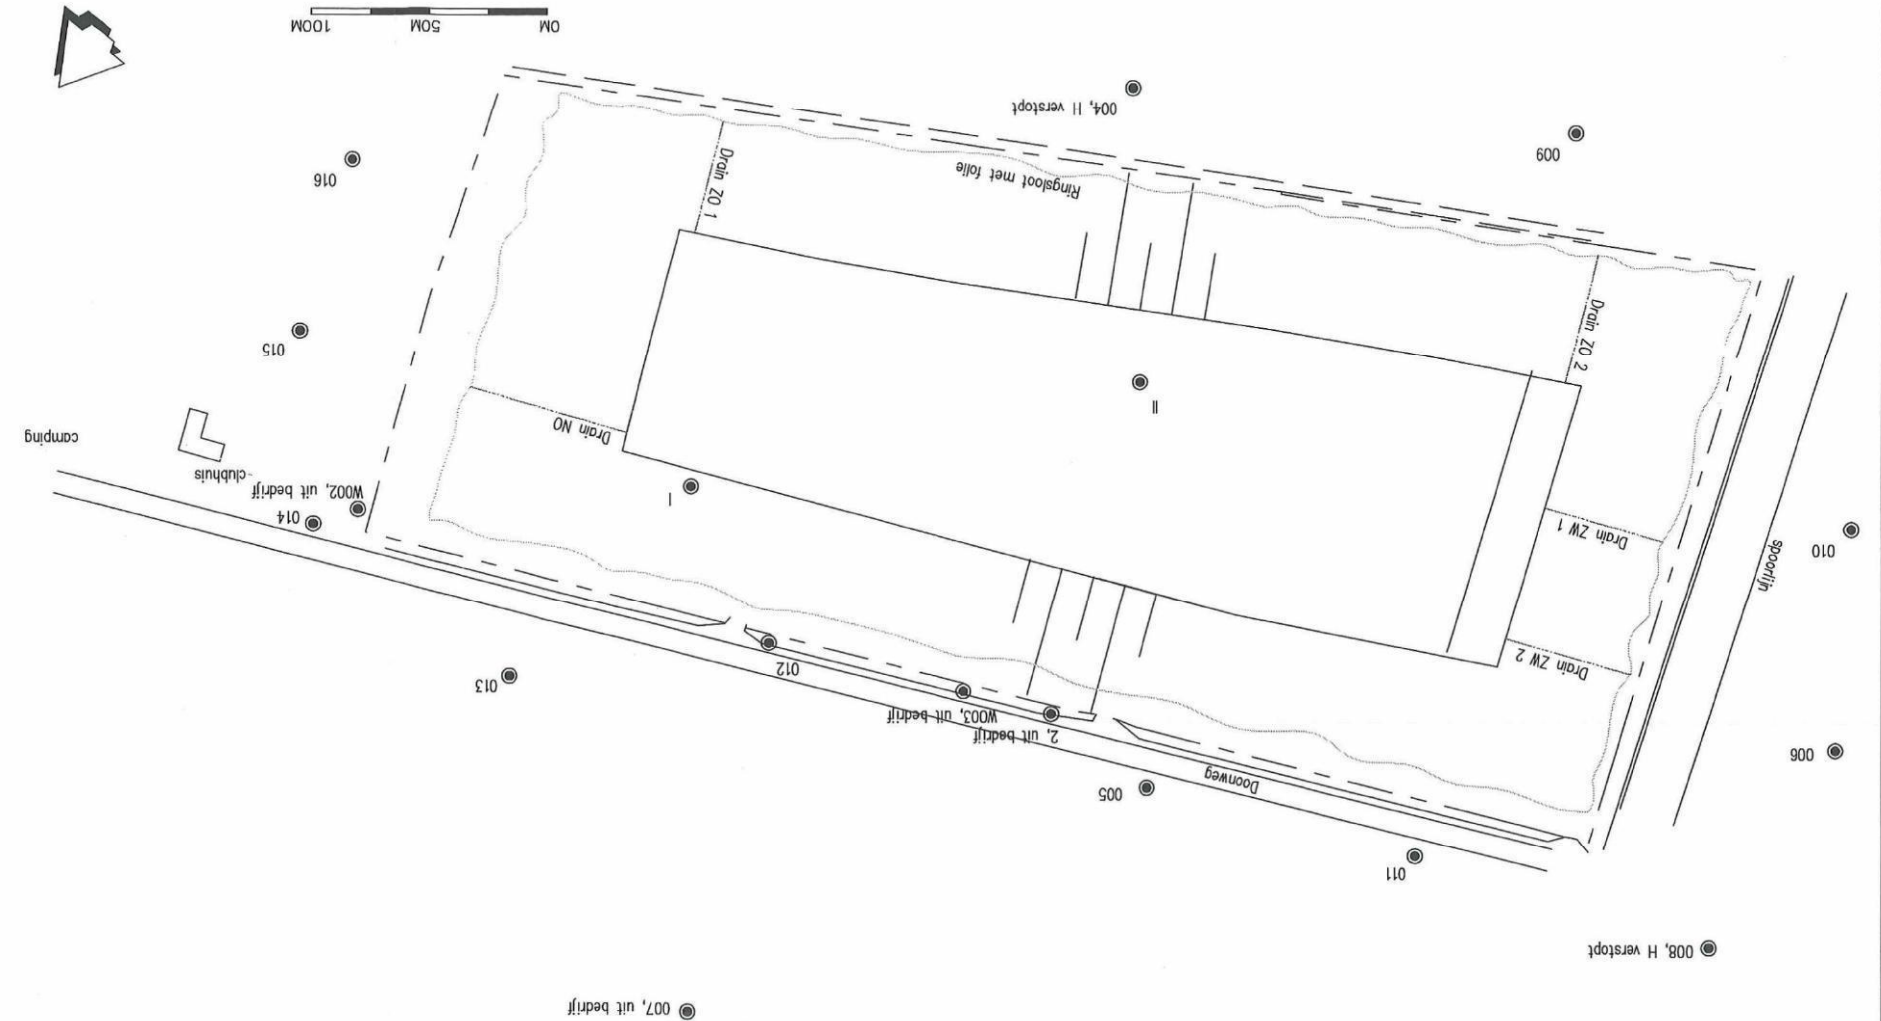 007, uit bedrijf
008, H verstopt
011
005
Doornweg
006
2, uit bedrijf
W003, uit bedrijf
013
012
Drain ZW 2
spoorlijn
010
Drain ZW 1
014
W002, uit bedrijf
clubhuis
camping
I
Drain NO
II
015
Drain ZO 2
Ringsloot met folie
Drain ZO 1
016
009
004, H verstopt
0M
50M
100M